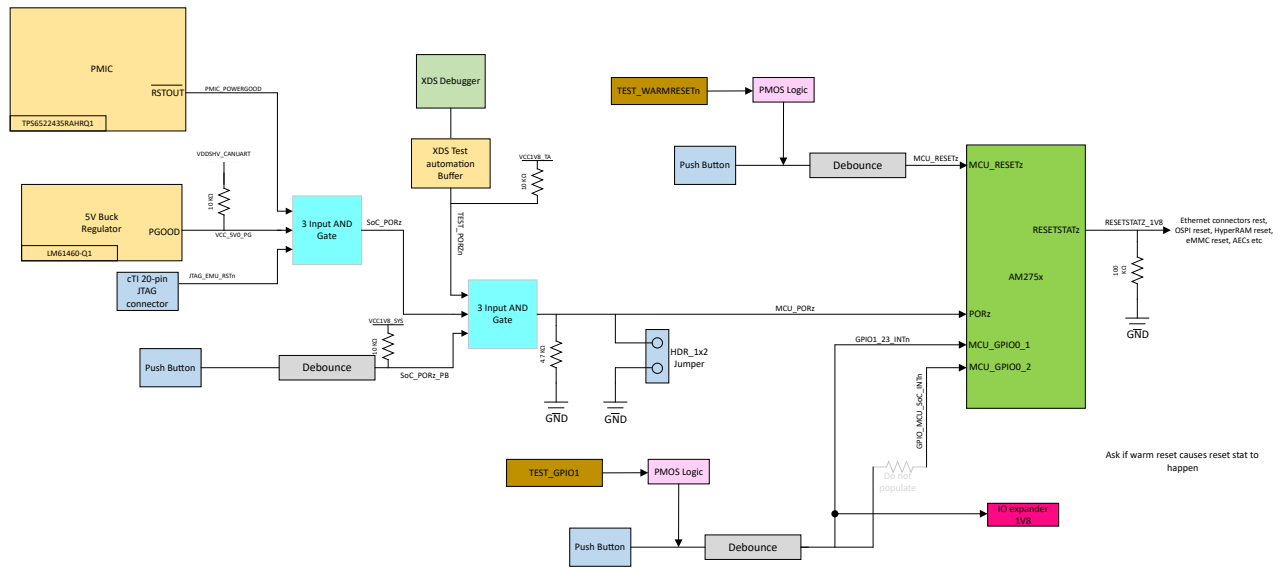 PMIC
RSTOUT
TPS6522435RAHRQ1
PMIC_POWERGOOD
VDDSHV_CANUART
10 KΩ
5V Buck
Regulator
PGOOD
LM61460-Q1
VCC_5V0_PG
cTI 20-pin
JTAG
connector
JTAG_EMU_RSTn
3 Input AND
Gate
SoC_PORz
XDS Debugger
XDS Test
automation
Buffer
VCC1V8_TA
10 KΩ
TEST_PORZn
VCC1V8_SYS
10 KΩ
Push Button
Debounce
SoC_PORz_PB
3 Input AND
Gate
4.7 KΩ
GND
GND
HDR_1x2
Jumper
MCU_PORz
TEST_WARMRESETn
PMOS Logic
Push Button
Debounce
MCU_RESETz
MCU_RESETz
RESETSTATz
AM275x
PORz
MCU_GPIO0_1
MCU_GPIO0_2
RESETSTATZ_1V8
Ethernet connectors rest,
OSPI reset, HyperRAM reset,
eMMC reset, AECs etc
100
KΩ
GND
GPIO1_23_INTn
GPIO_MCU_SoC_INTn
Do not
populate
TEST_GPIO1
PMOS Logic
Push Button
Debounce
IO expander
1V8
Ask if warm reset causes reset stat to
happen